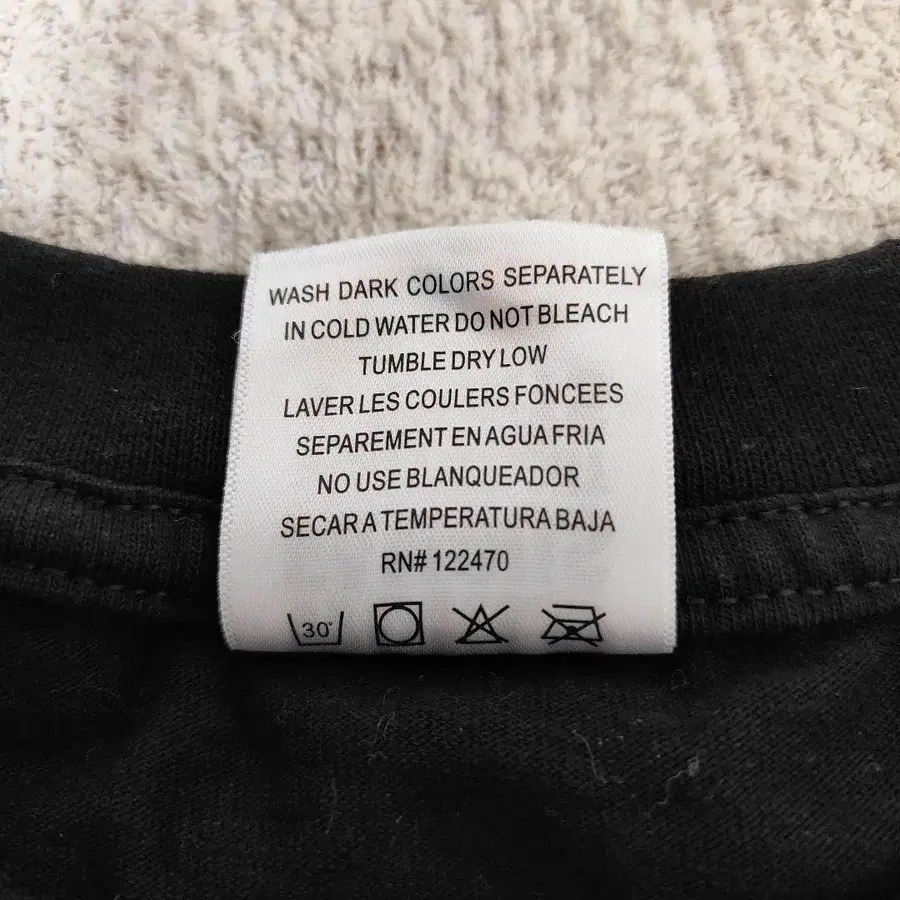 WASH DARK COLORS SEPARATELY
IN COLD WATER DO NOT BLEACH
TUMBLE DRY LOW
LAVER LES COULERS FONCEES
SEPAREMENT EN AGUA FRIA
NO USE BLANQUEADOR
SECAR A TEMPERATURA BAJA
RN# 122470
30°